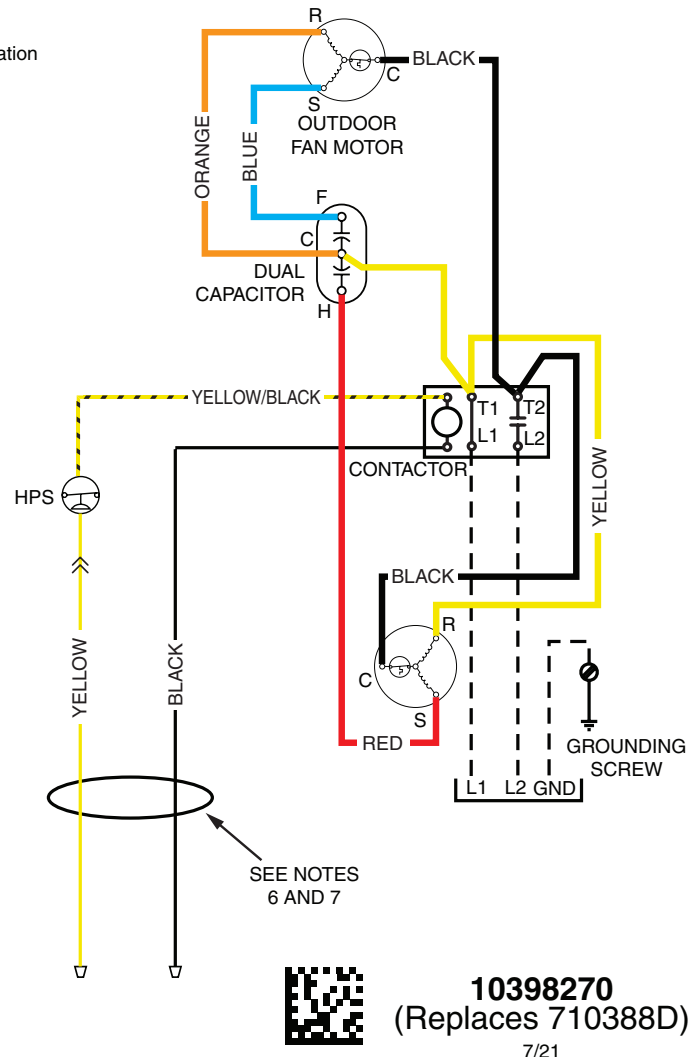 ation
R
BLACK
C
S
OUTDOOR
FAN MOTOR
ORANGE
BLUE
F
C
DUAL
CAPACITOR
H
YELLOW/BLACK
T1
T2
L1
L2
CONTACTOR
YELLOW
HPS
BLACK
R
C
S
RED
YELLOW
BLACK
GROUNDING
SCREW
L1
L2
GND
SEE NOTES
6 AND 7
10398270
(Replaces 710388D)
7/21